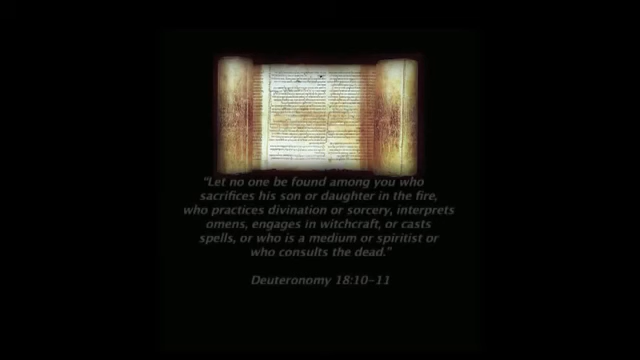 "Let no one be found among you who
sacrifices his son or daughter in the fire,
who practices divination or sorcery, interprets
omens, engages in witchcraft, or casts
spells, or who is a medium or spiritist or
who consults the dead."
Deuteronomy 18:10-11